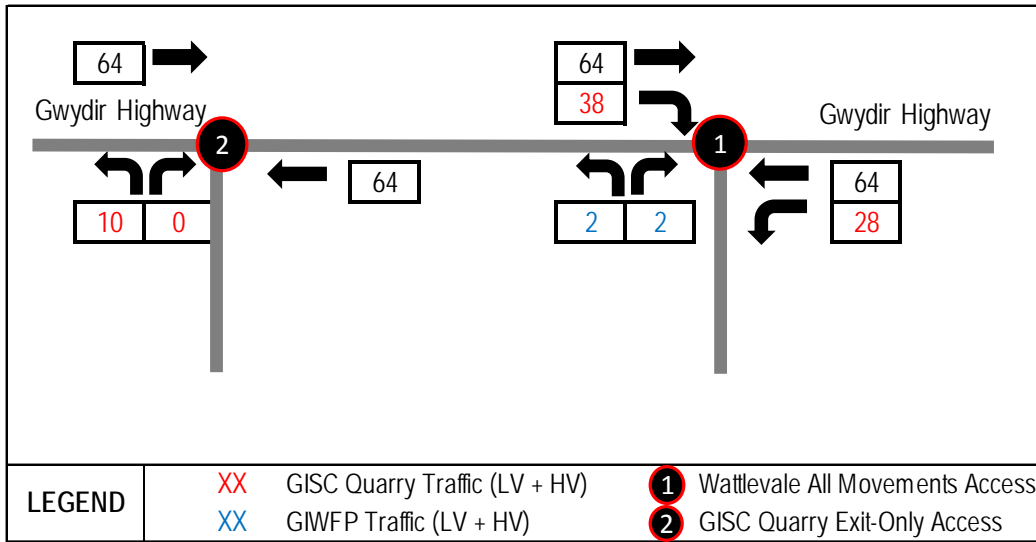 64
64
38
Gwydir Highway
Gwydir Highway
2
1
64
64
28
10 0
2 2
LEGEND
XX GISC Quarry Traffic (LV + HV)
1 Wattlevale All Movements Access
XX GIWFP Traffic (LV + HV)
2 GISC Quarry Exit-Only Access